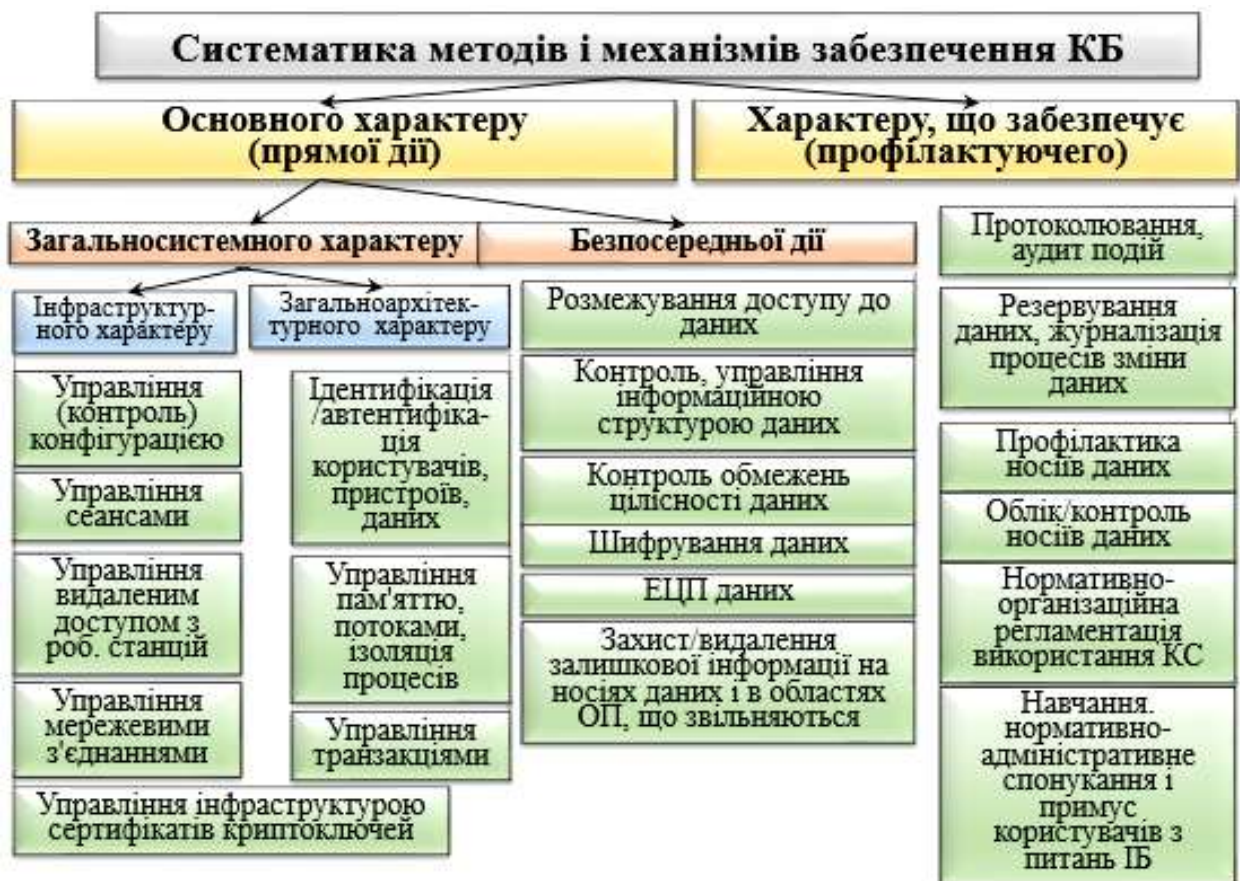 Систематика методів і механізмів забезпечення КБ
Основного характеру
(прямої дії)
Характеру, що забезпечує
(профілактуючого)
Загальносистемного характеру
Безпосередньої дії
Інфраструктур-
ного характеру
Загальноархітек-
турного характеру
Управління
(контроль)
конфігурацією
Управління
сеансами
Управління
видаленим
доступом з
роб. станцій
Управління
мережевими
з'єднаннями
Ідентифікація
/автентифіка-
ція
користувачів,
пристроїв,
даних
Управління
пам'яттю,
потоками,
ізоляція
процесів
Управління
транзакціями
Управління інфраструктурою
сертифікатів криптоключей
Розмежування доступу до
даних
Контроль, управління
інформаційною
структурою даних
Контроль обмежень
цілісності даних
Шифрування даних
ЕЦП даних
Захист/видалення
залишкової інформації на
носіях даних і в областях
ОП, що звільняються
Протоколювання,
аудит подій
Резервування
даних, журналізація
процесів зміни
даних
Профілактика
носіїв даних
Облік/контроль
носіїв даних
Нормативно-
організаційна
регламентація
використання КС
Навчання.
нормативно-
адміністративне
спонукання і
примус
користувачів з
питань ІБ